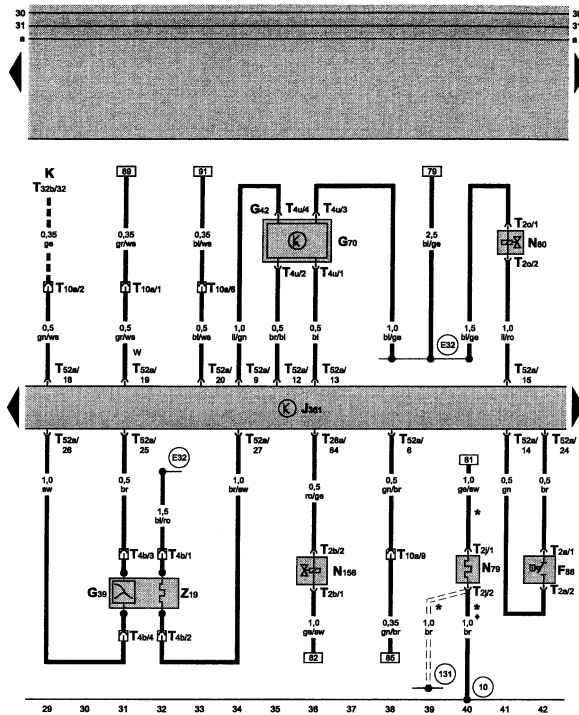 30 30
31 31
a a
K
T32b/32
89
91
79
0,35
ge
0,35
gr/ws
0,35
bl/ws
G42
T4u/4
T4u/3
K
G70
T4u/2
T4u/1
2,5
bl/ge
T2o/1
N80
T2o/2
T10a/2
T10a/1
T10a/6
0,5
gn/ws
0,5
gr/ws
0,5
bl/ws
1,0
li/gn
0,5
br/bl
0,5
bl
1,0
bl/ge
1,5
bl/ge
1,0
li/ro
E32
W
T52a/
18
T52a/
19
T52a/
20
T52a/
9
T52a/
12
T52a/
13
T52a/
15
K J361
T52a/
26
T52a/
25
E32
T52a/
27
T28a/
64
T52a/
6
81
T52a/
14
T52a/
24
1,0
sw
0,5
br
1,5
bl/ro
1,0
br/sw
0,5
ro/ge
0,5
gn/br
1,0
ge/sw
*
0,5
gn
0,5
br
T4b/3
T4b/1
T2b/2
T10a/9
T2j/1
T2a/1
G39
Z19
N156
N79
F88
T4b/4
T4b/2
T2b/1
T2j/2
T2a/2
1,0
ge/sw
0,35
gn/br
*
1,0
br
*
1,0
br
82
85
131
10
29 30 31 32 33 34 35 36 37 38 39 40 41 42